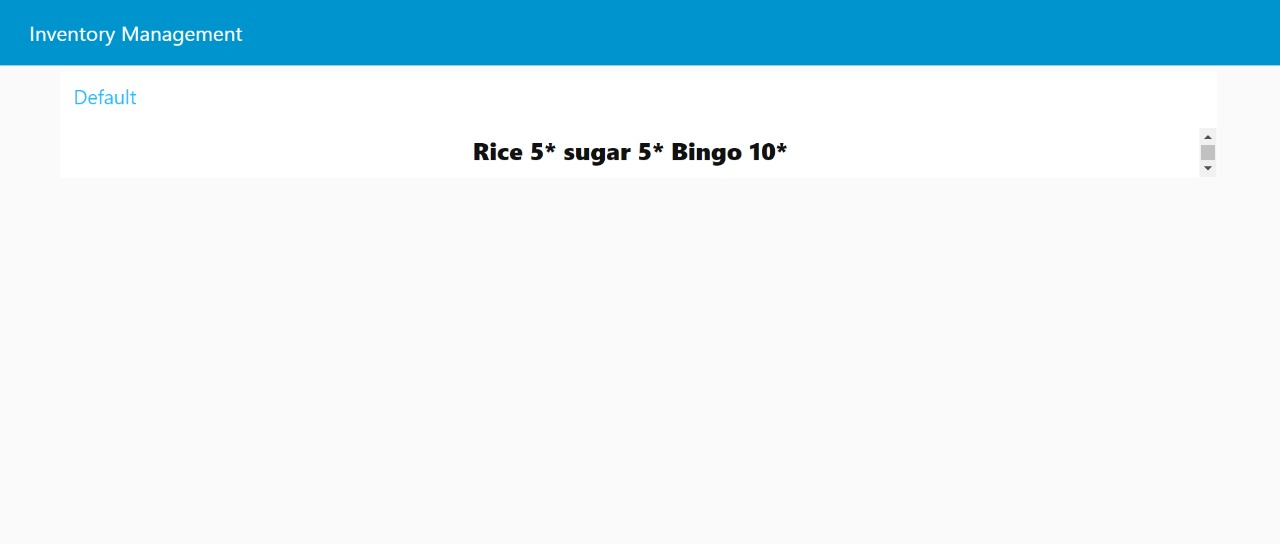 Inventory Management
Default
Rice 5* sugar 5* Bingo 10*